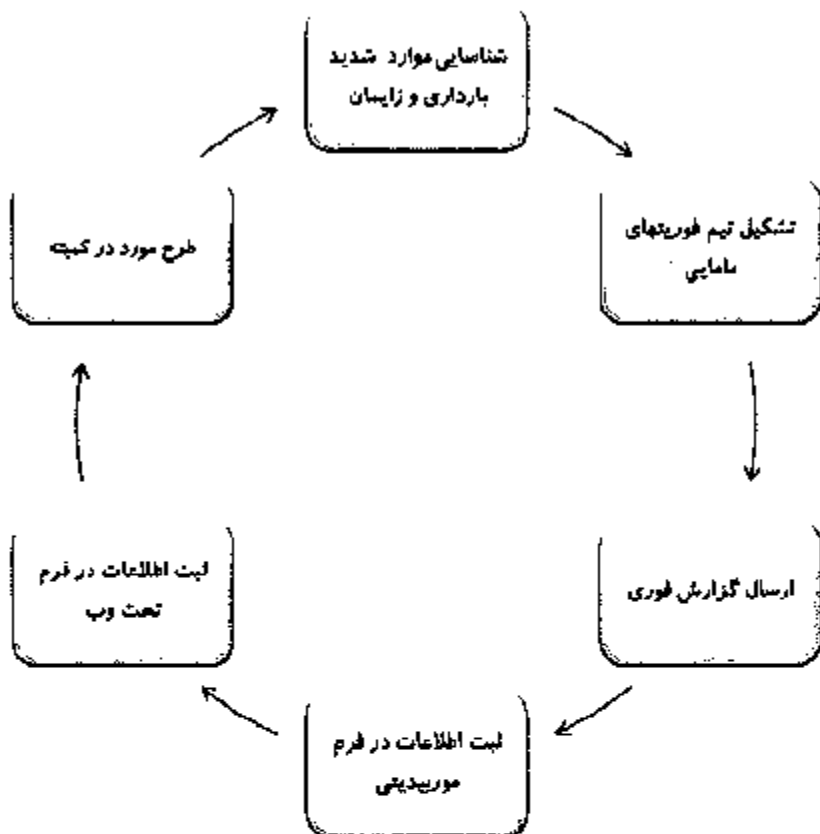 شناسایی موارد شدید
بارداری و زایمان
تشکیل تیم فوریتهای
مامایی
ارسال گزارش فوری
ثبت اطلاعات در فرم
موربیدیتی
ثبت اطلاعات در فرم
تحت وب
طرح مورد در کمیته